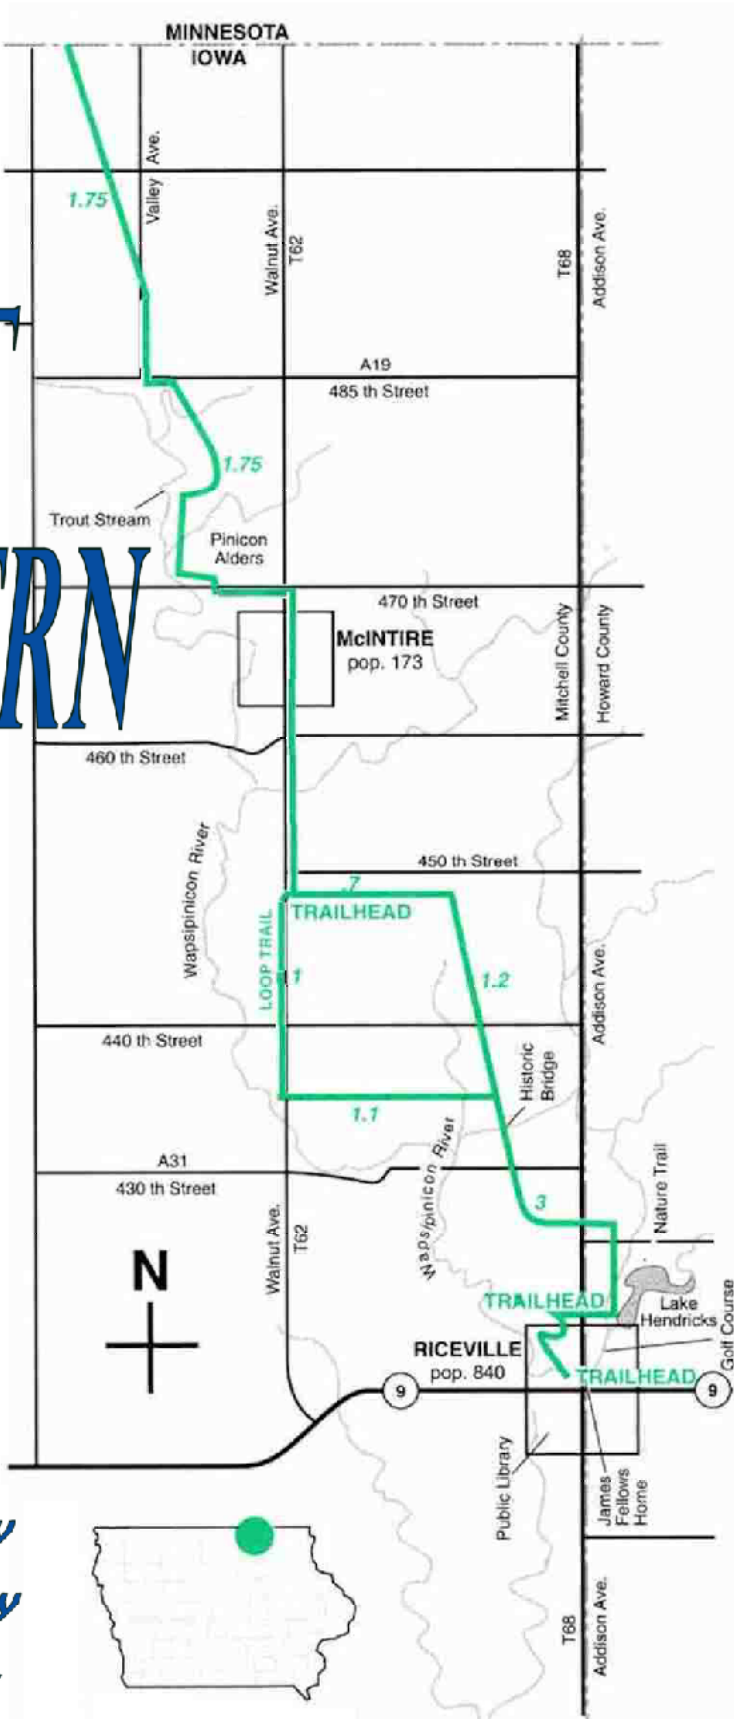 MINNESOTA
IOWA
1.75
Valley Ave.
Walnut Ave.
T62
T68
Addison Ave.
A19
485 th Street
1.75
Trout Stream
Pinicon
Alders
ERN
470 th Street
McINTIRE
pop. 173
Mitchell County
Howard County
460 th Street
Wapsipinicon River
450 th Street
.7
TRAILHEAD
LOOP TRAIL
1
1.2
Addison Ave.
440 th Street
Historic
Bridge
1.1
Wapsipinicon River
A31
430 th Street
3
Nature Trail
Walnut Ave.
T62
N
TRAILHEAD
Lake
Hendricks
Golf Course
RICEVILLE
pop. 840
TRAILHEAD
9
9
Public Library
James
Fellows
Home
T68
Addison Ave.